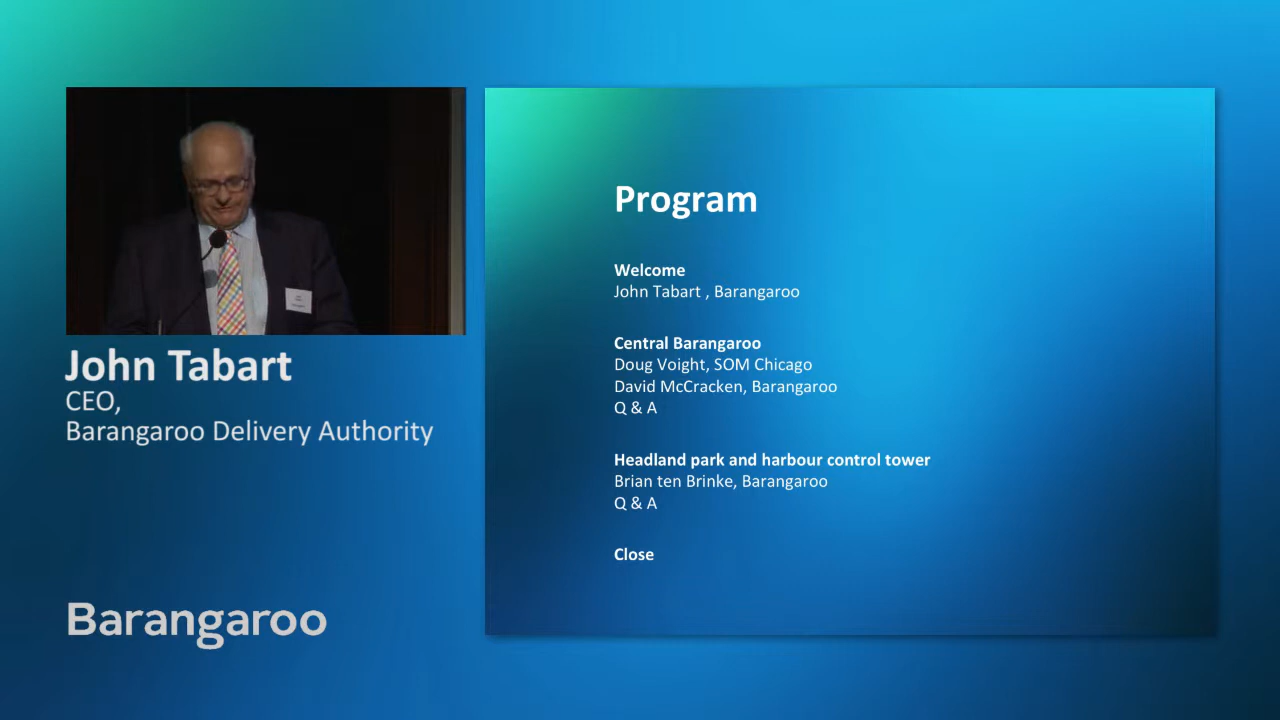 John Tabart
CEO,
Barangaroo Delivery Authority
Barangaroo
Program
Welcome
John Tabart , Barangaroo
Central Barangaroo
Doug Voight, SOM Chicago
David McCracken, Barangaroo
Q & A
Headland park and harbour control tower
Brian ten Brinke, Barangaroo
Q & A
Close